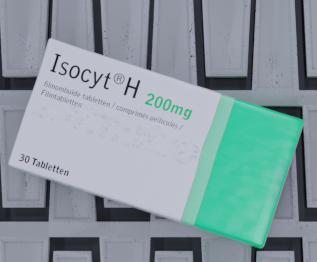 Isocyt®H 200mg
filmomhulde tabletten / comprimés pelliculés /
Filmtabletten
30 Tabletten